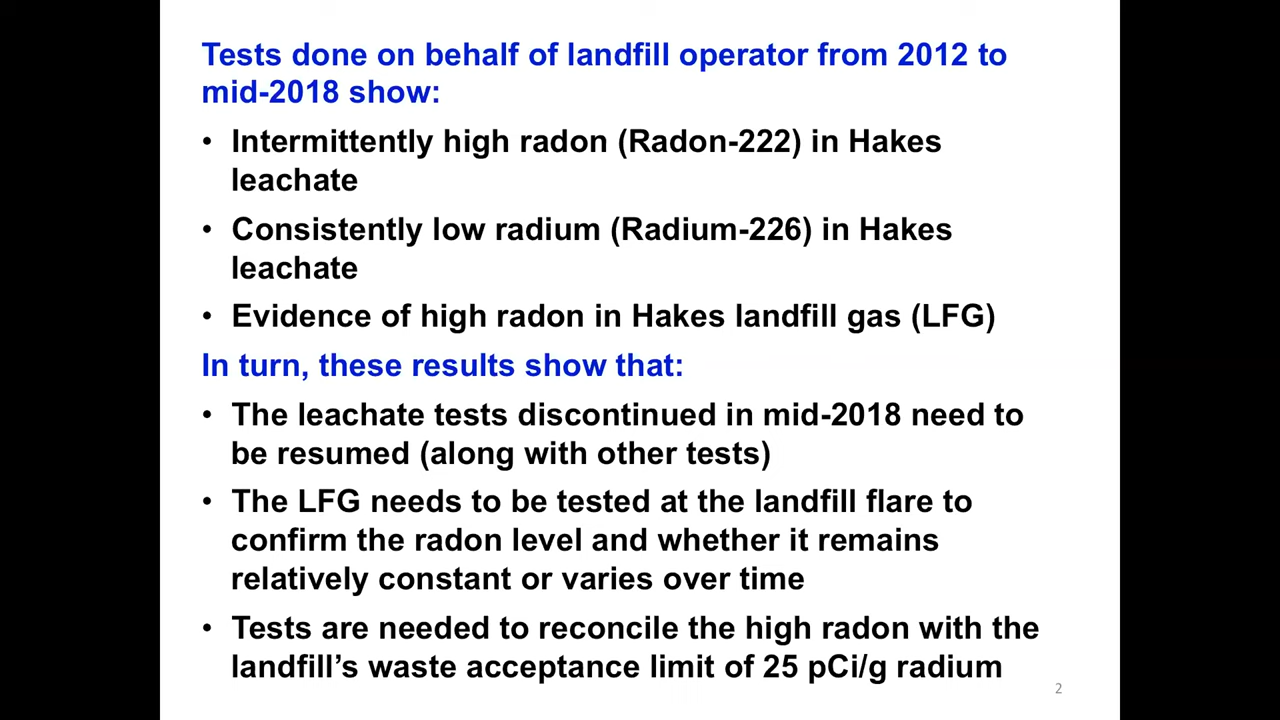 Tests done on behalf of landfill operator from 2012 to
mid-2018 show:
• Intermittently high radon (Radon-222) in Hakes
leachate
• Consistently low radium (Radium-226) in Hakes
leachate
• Evidence of high radon in Hakes landfill gas (LFG)
In turn, these results show that:
• The leachate tests discontinued in mid-2018 need to
be resumed (along with other tests)
• The LFG needs to be tested at the landfill flare to
confirm the radon level and whether it remains
relatively constant or varies over time
• Tests are needed to reconcile the high radon with the
landfill’s waste acceptance limit of 25 pCi/g radium
2